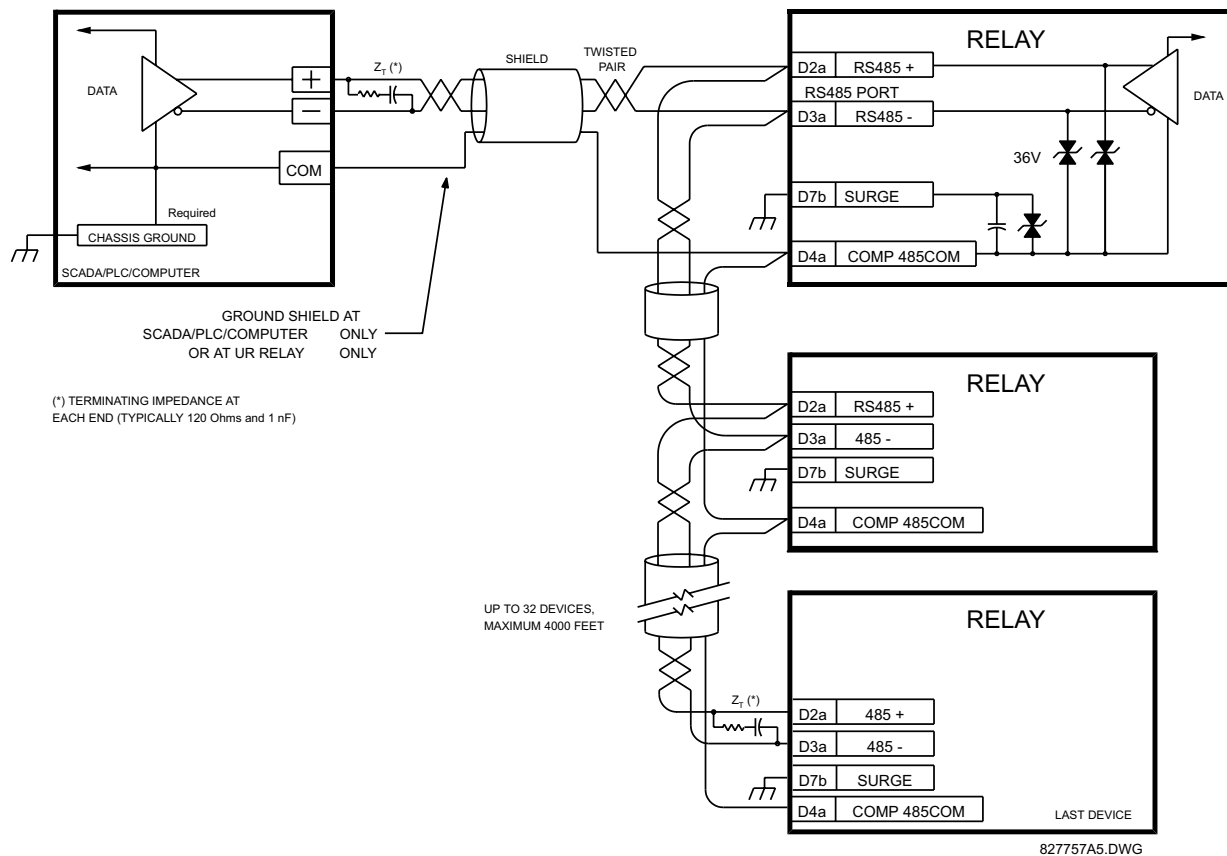 DATA
+
−
COM
Required
CHASSIS GROUND
SCADA/PLC/COMPUTER
ZT (*)
SHIELD
TWISTED
PAIR
GROUND SHIELD AT
SCADA/PLC/COMPUTER ONLY
OR AT UR RELAY ONLY
(*) TERMINATING IMPEDANCE AT
EACH END (TYPICALLY 120 Ohms and 1 nF)
RELAY
D2a RS485 +
RS485 PORT
D3a RS485 -
DATA
36V
D7b SURGE
D4a COMP 485COM
RELAY
D2a RS485 +
D3a 485 -
D7b SURGE
D4a COMP 485COM
UP TO 32 DEVICES,
MAXIMUM 4000 FEET
RELAY
ZT (*)
D2a 485 +
D3a 485 -
D7b SURGE
D4a COMP 485COM
LAST DEVICE
827757A5.DWG